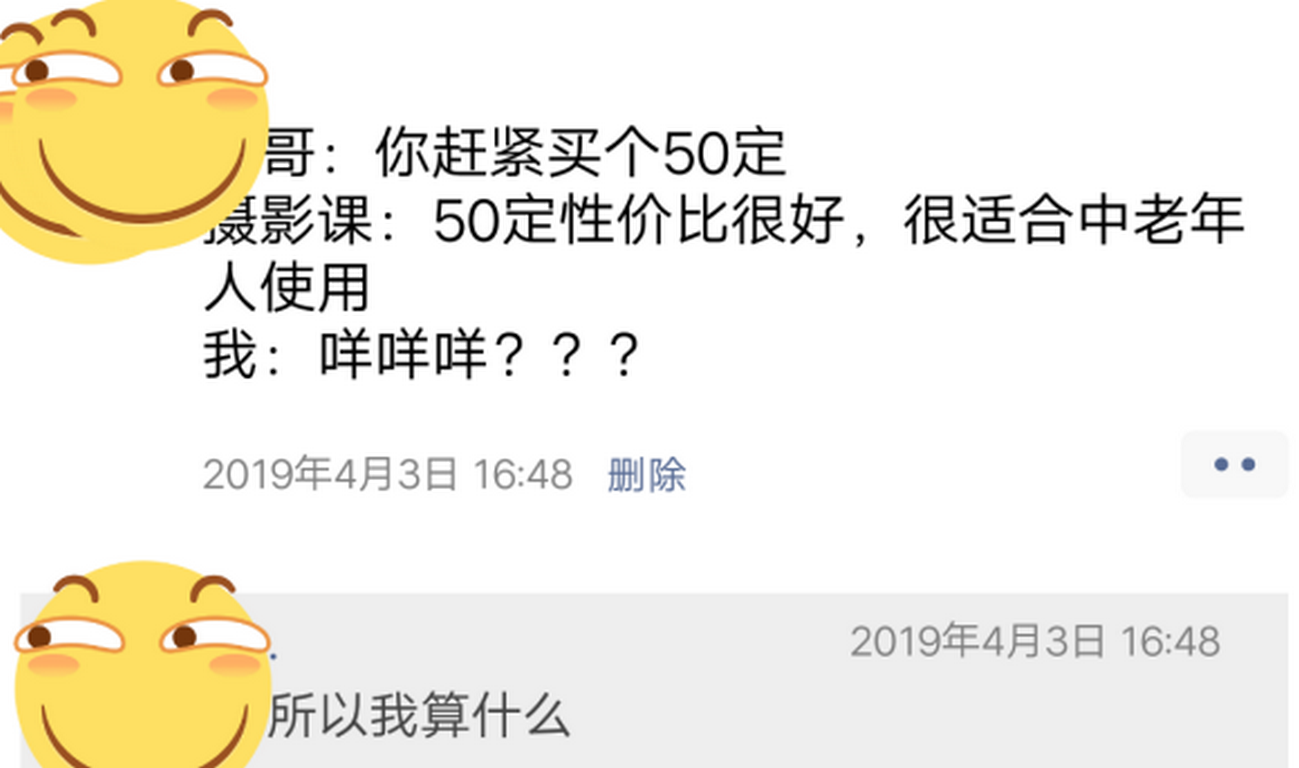 哥：你赶紧买个50定
摄影课：50定性价比很好，很适合中老年
人使用
我：咩咩咩？？？
2019年4月3日 16:48 删除
2019年4月3日 16:48
所以我算什么